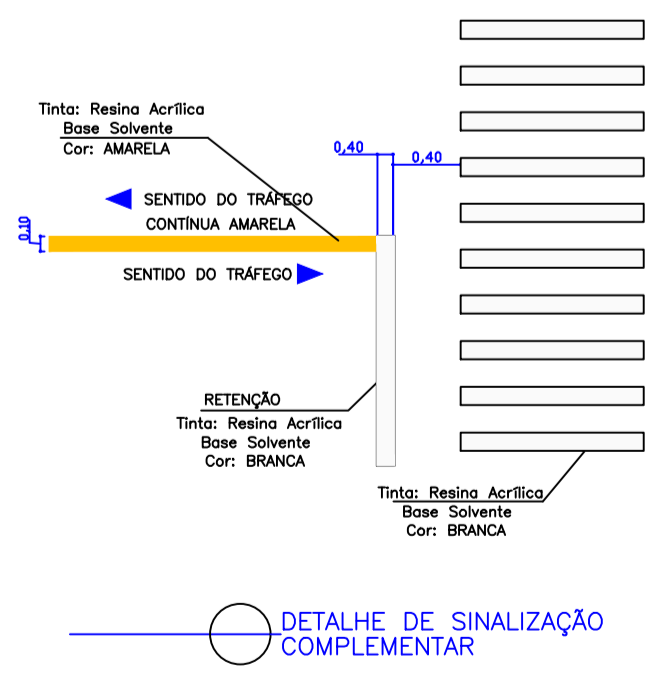 Tinta: Resina Acrílica
Base Solvente
Cor: AMARELA
0,40
0,40
SENTIDO DO TRÁFEGO
CONTÍNUA AMARELA
0,10
SENTIDO DO TRÁFEGO
RETENÇÃO
Tinta: Resina Acrílica
Base Solvente
Cor: BRANCA
Tinta: Resina Acrílica
Base Solvente
Cor: BRANCA
DETALHE DE SINALIZAÇÃO
COMPLEMENTAR